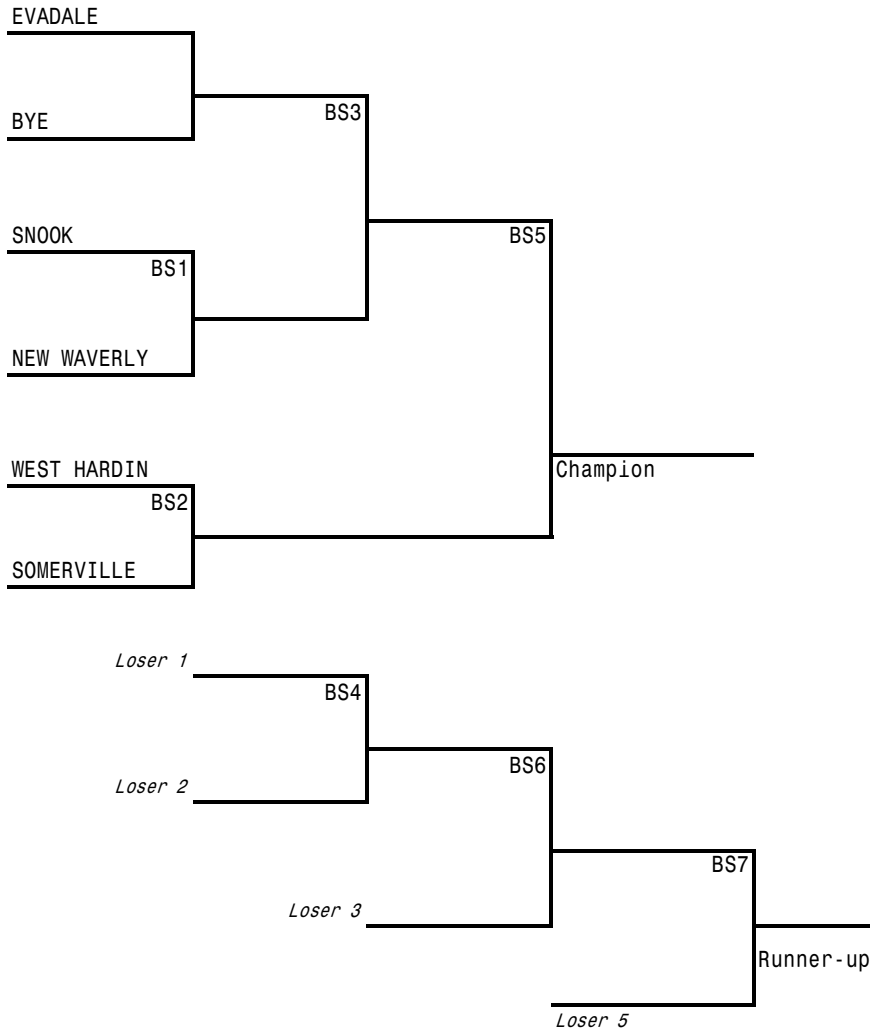 EVADALE
BS3
BYE
SNOOK
BS5
BS1
NEW WAVERLY
WEST HARDIN
Champion
BS2
SOMERVILLE
Loser 1
BS4
Loser 2
BS6
BS7
Loser 3
Runner-up
Loser 5